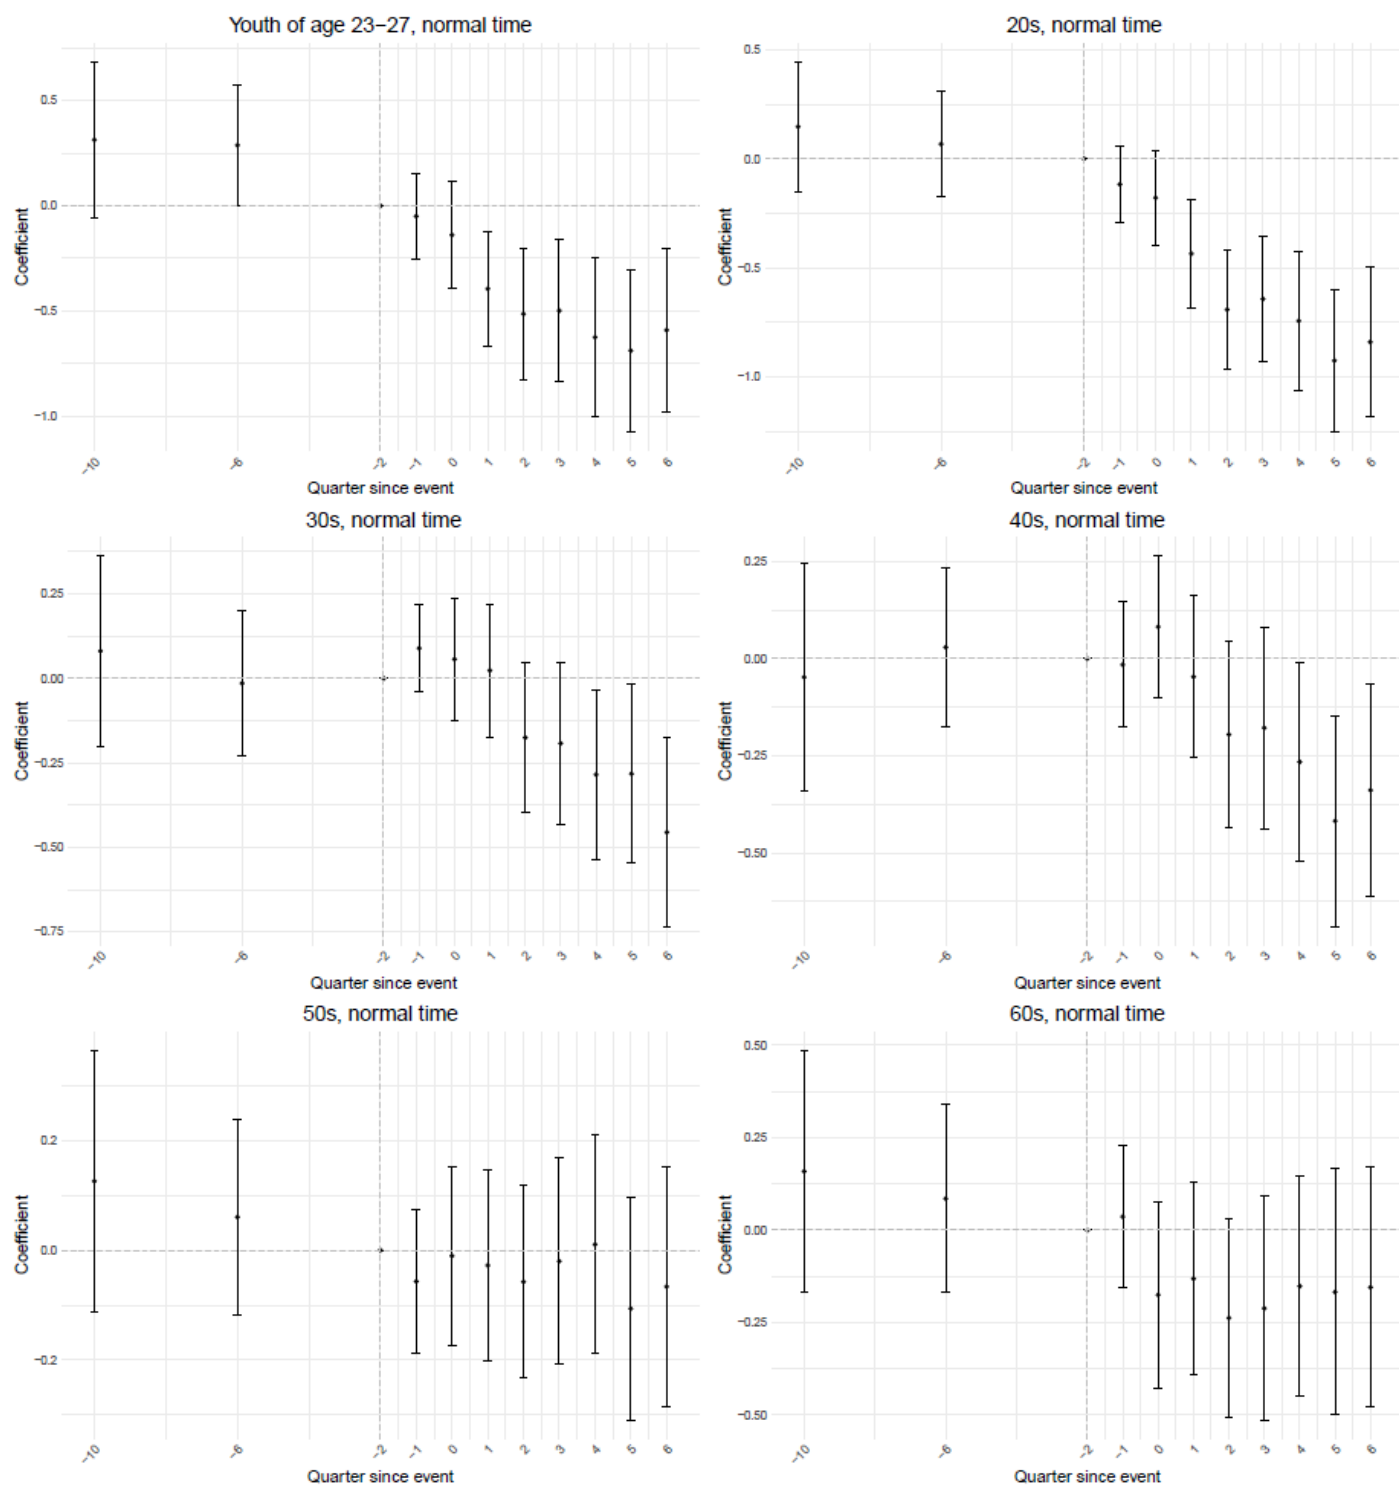 Youth of age 23−27, normal time
0.5
0.0
−0.5
−1.0
Coefficient
−10 −6 −2 −1 0 1 2 3 4 5 6
Quarter since event
20s, normal time
0.5
0.0
−0.5
−1.0
Coefficient
−10 −6 −2 −1 0 1 2 3 4 5 6
Quarter since event
30s, normal time
0.25
0.00
−0.25
−0.50
−0.75
Coefficient
−10 −6 −2 −1 0 1 2 3 4 5 6
Quarter since event
40s, normal time
0.25
0.00
−0.25
−0.50
Coefficient
−10 −6 −2 −1 0 1 2 3 4 5 6
Quarter since event
50s, normal time
0.2
0.0
−0.2
Coefficient
−10 −6 −2 −1 0 1 2 3 4 5 6
Quarter since event
60s, normal time
0.50
0.25
0.00
−0.25
−0.50
Coefficient
−10 −6 −2 −1 0 1 2 3 4 5 6
Quarter since event